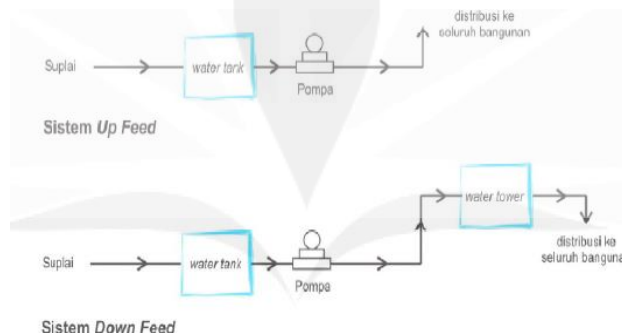 distribusi ke
seluruh bangunan
Suplai
water tank
Pompa
Sistem Up Feed
water tower
distribusi ke
seluruh banguna
Suplai
water tank
Pompa
Sistem Down Feed